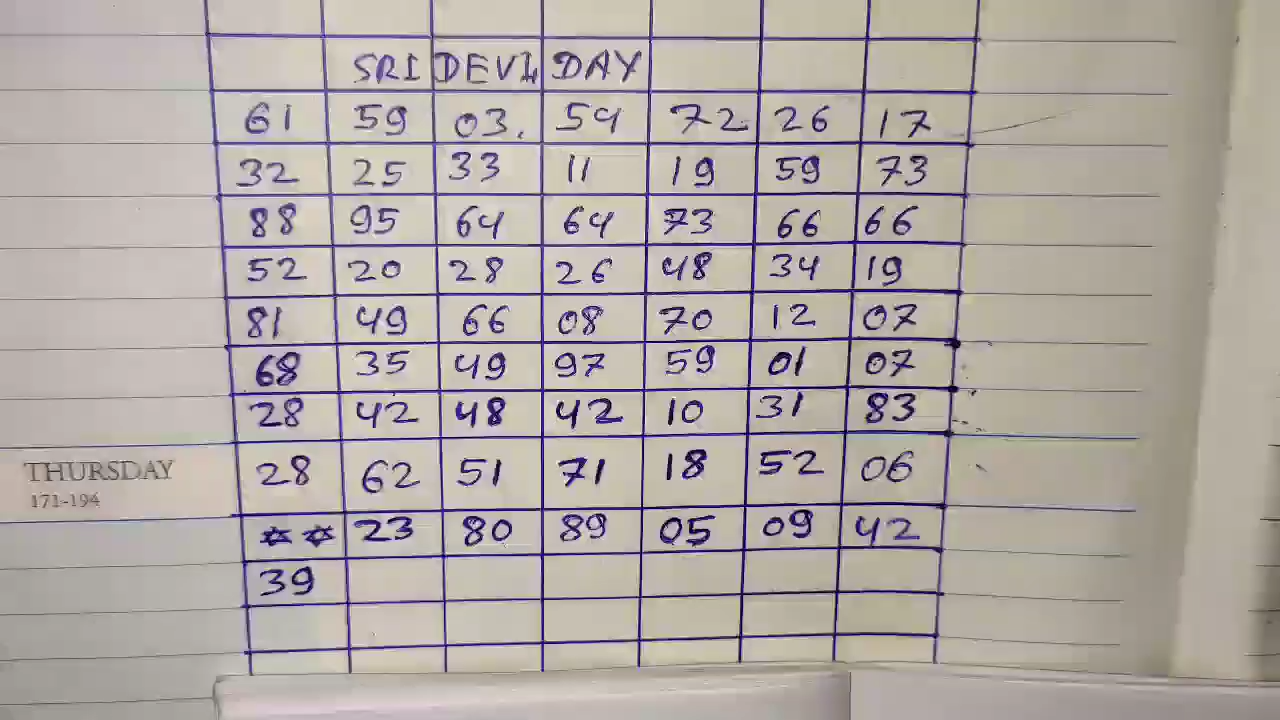 SRI DEVI DAY
61 59 03. 54 72 26 17
32 25 33 11 19 59 73
88 95 64 64 73 66 66
52 20 28 26 48 34 19
81 49 66 08 70 12 07
68 35 49 97 59 01 07
28 42 48 42 10 31 83
28 62 51 71 18 52 06
** 23 80 89 05 09 42
39
THURSDAY
171-194